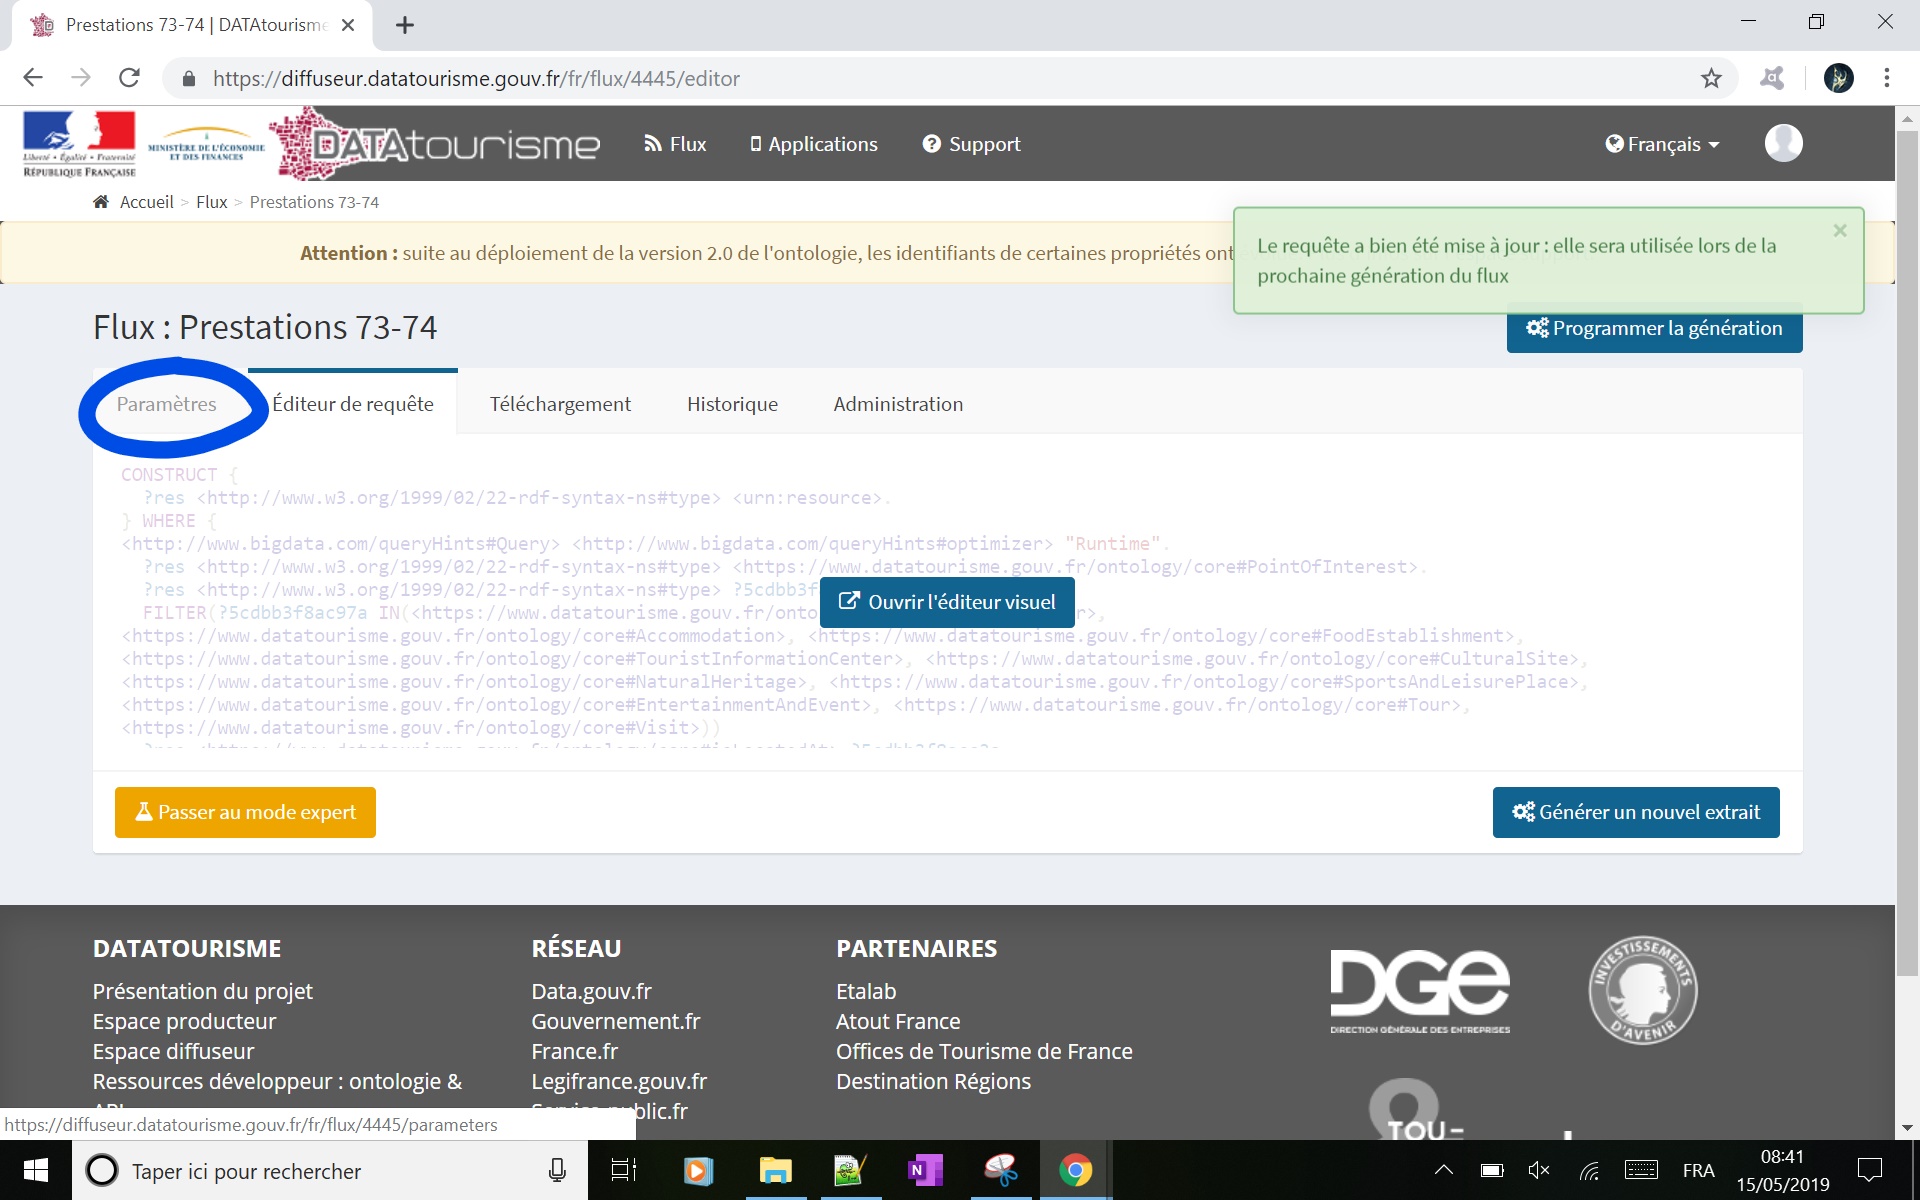 Prestations 73-74 | DATAtourisme
https://diffuseur.datatourisme.gouv.fr/fr/flux/4445/editor
Liberté • Égalité • Fraternité
RÉPUBLIQUE FRANÇAISE
MINISTÈRE DE L'ÉCONOMIE
ET DES FINANCES
DATAtourisme
Flux
Applications
Support
Français
Accueil > Flux > Prestations 73-74
Attention : suite au déploiement de la version 2.0 de l'ontologie, les identifiants de certaines propriétés ont
Le requête a bien été mise à jour : elle sera utilisée lors de la
prochaine génération du flux
×
Flux : Prestations 73-74
Programmer la génération
Paramètres
Éditeur de requête
Téléchargement
Historique
Administration
CONSTRUCT {
?res <http://www.w3.org/1999/02/22-rdf-syntax-ns#type> <urn:resource>.
} WHERE {
<http://www.bigdata.com/queryHints#Query> <http://www.bigdata.com/queryHints#optimizer> "Runtime".
?res <http://www.w3.org/1999/02/22-rdf-syntax-ns#type> <https://www.datatourisme.gouv.fr/ontology/core#PointOfInterest>.
?res <http://www.w3.org/1999/02/22-rdf-syntax-ns#type> ?5cdbb3f
FILTER(?5cdbb3f8ac97a IN(<https://www.datatourisme.gouv.fr/onto r>,
<https://www.datatourisme.gouv.fr/ontology/core#Accommodation>, <https://www.datatourisme.gouv.fr/ontology/core#FoodEstablishment>,
<https://www.datatourisme.gouv.fr/ontology/core#TouristInformationCenter>, <https://www.datatourisme.gouv.fr/ontology/core#CulturalSite>,
<https://www.datatourisme.gouv.fr/ontology/core#NaturalHeritage>, <https://www.datatourisme.gouv.fr/ontology/core#SportsAndLeisurePlace>,
<https://www.datatourisme.gouv.fr/ontology/core#EntertainmentAndEvent>, <https://www.datatourisme.gouv.fr/ontology/core#Tour>,
<https://www.datatourisme.gouv.fr/ontology/core#Visit>))
Ouvrir l'éditeur visuel
Passer au mode expert
Générer un nouvel extrait
DATATOURISME
Présentation du projet
Espace producteur
Espace diffuseur
Ressources développeur : ontologie &
API
RÉSEAU
Data.gouv.fr
Gouvernement.fr
France.fr
Legifrance.gouv.fr
Service-public.fr
PARTENAIRES
Etalab
Atout France
Offices de Tourisme de France
Destination Régions
DGE
DIRECTION GÉNÉRALE DES ENTREPRISES
INVESTISSEMENTS
D'AVENIR
TOU-
https://diffuseur.datatourisme.gouv.fr/fr/flux/4445/parameters
Taper ici pour rechercher
N
FRA
08:41
15/05/2019